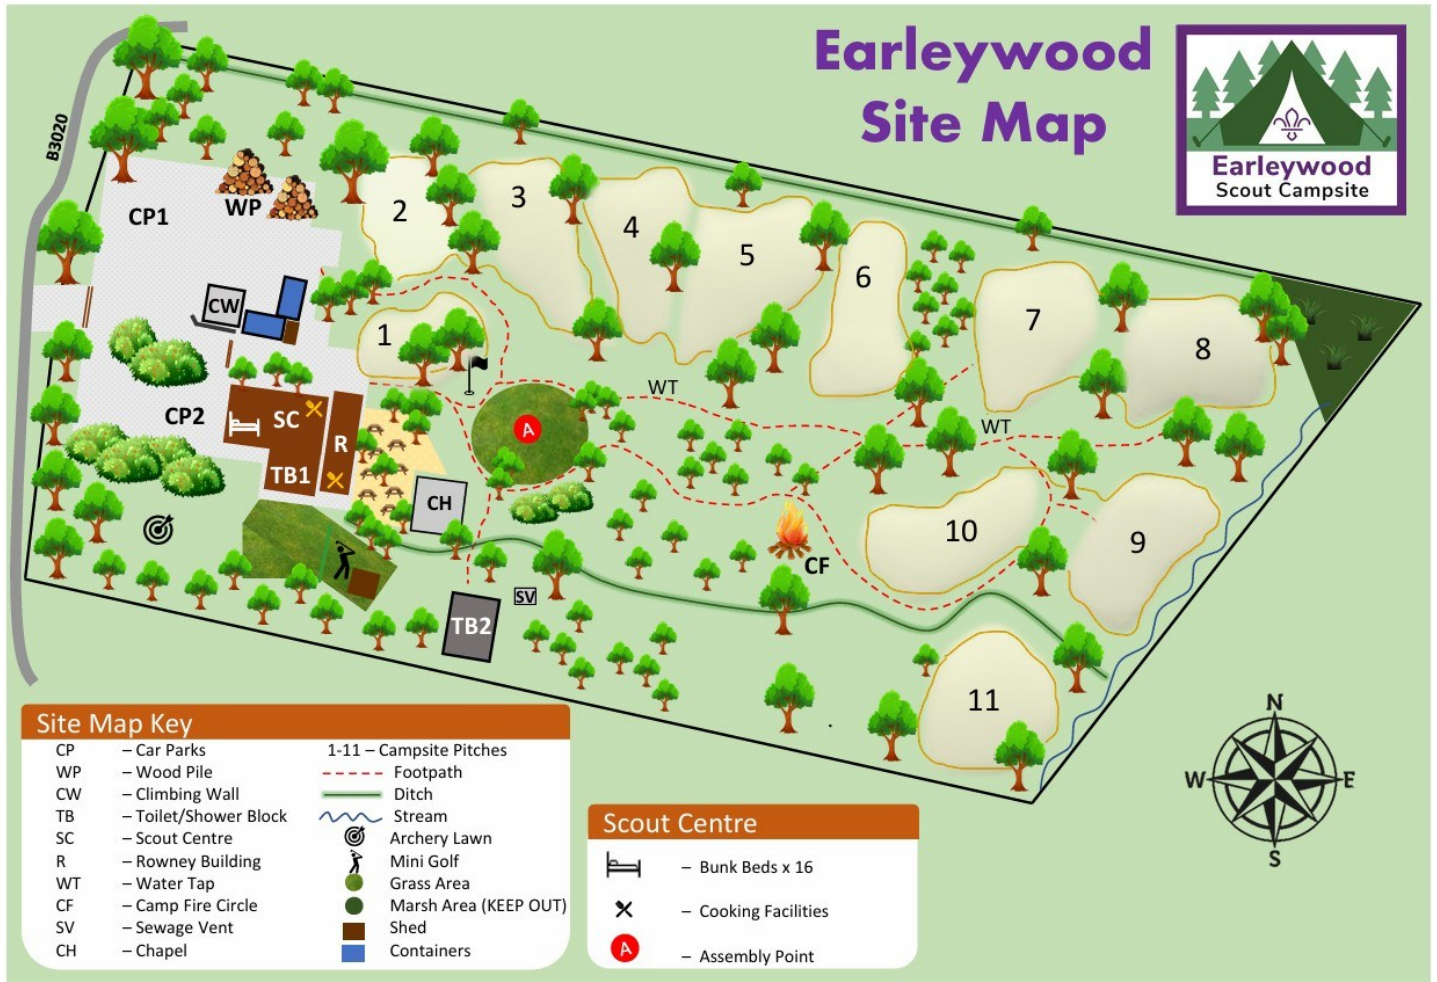 Earleywood
Site Map
Earleywood
Scout Campsite
B3020
CP1
WP
2
3
4
5
6
7
8
CW
1
CP2
SC
R
TB1
A
WT
WT
CH
10
9
CF
SV
TB2
11
Site Map Key
CP – Car Parks
WP – Wood Pile
CW – Climbing Wall
TB – Toilet/Shower Block
SC – Scout Centre
R – Rowney Building
WT – Water Tap
CF – Camp Fire Circle
SV – Sewage Vent
CH – Chapel
1-11 – Campsite Pitches
Footpath
Ditch
Stream
Archery Lawn
Mini Golf
Grass Area
Marsh Area (KEEP OUT)
Shed
Containers
Scout Centre
– Bunk Beds x 16
– Cooking Facilities
A – Assembly Point
N
W E
S